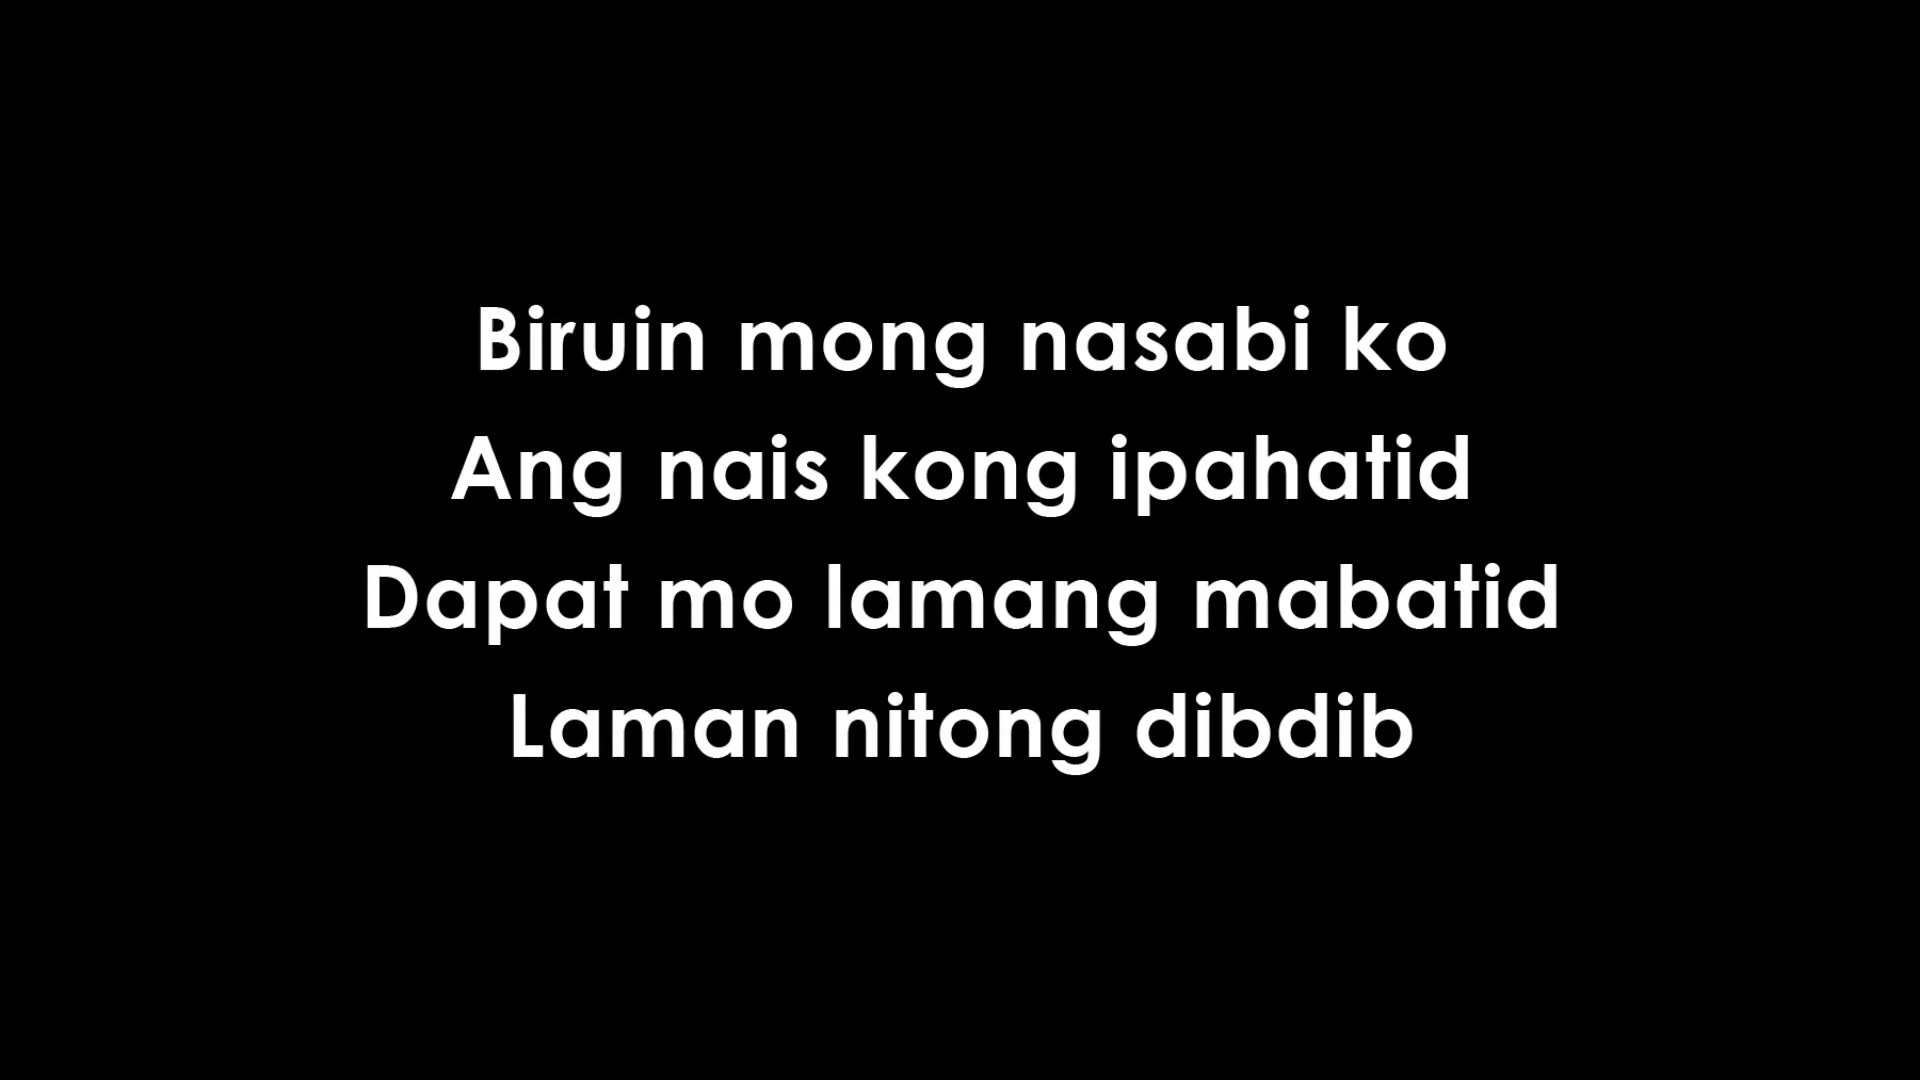 Biruin mong nasabi ko
Ang nais kong ipahatid
Dapat mo lamang mabatid
Laman nitong dibdib